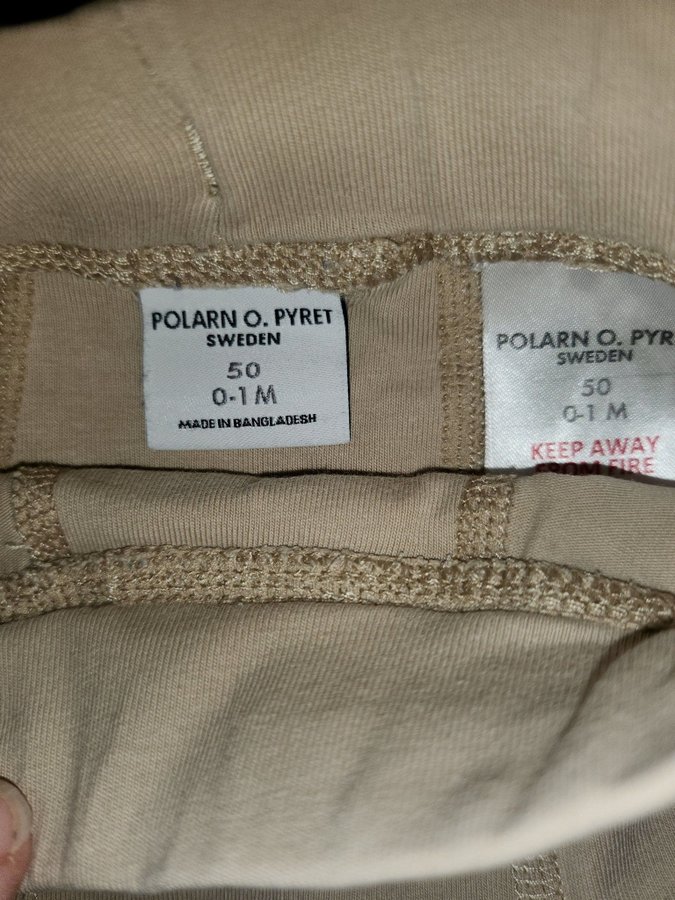 POLARN O. PYRET
SWEDEN
50
0-1 M
MADE IN BANGLADESH
POLARN O. PYR
SWEDEN
50
0-1 M
KEEP AWAY
FROM FIRE